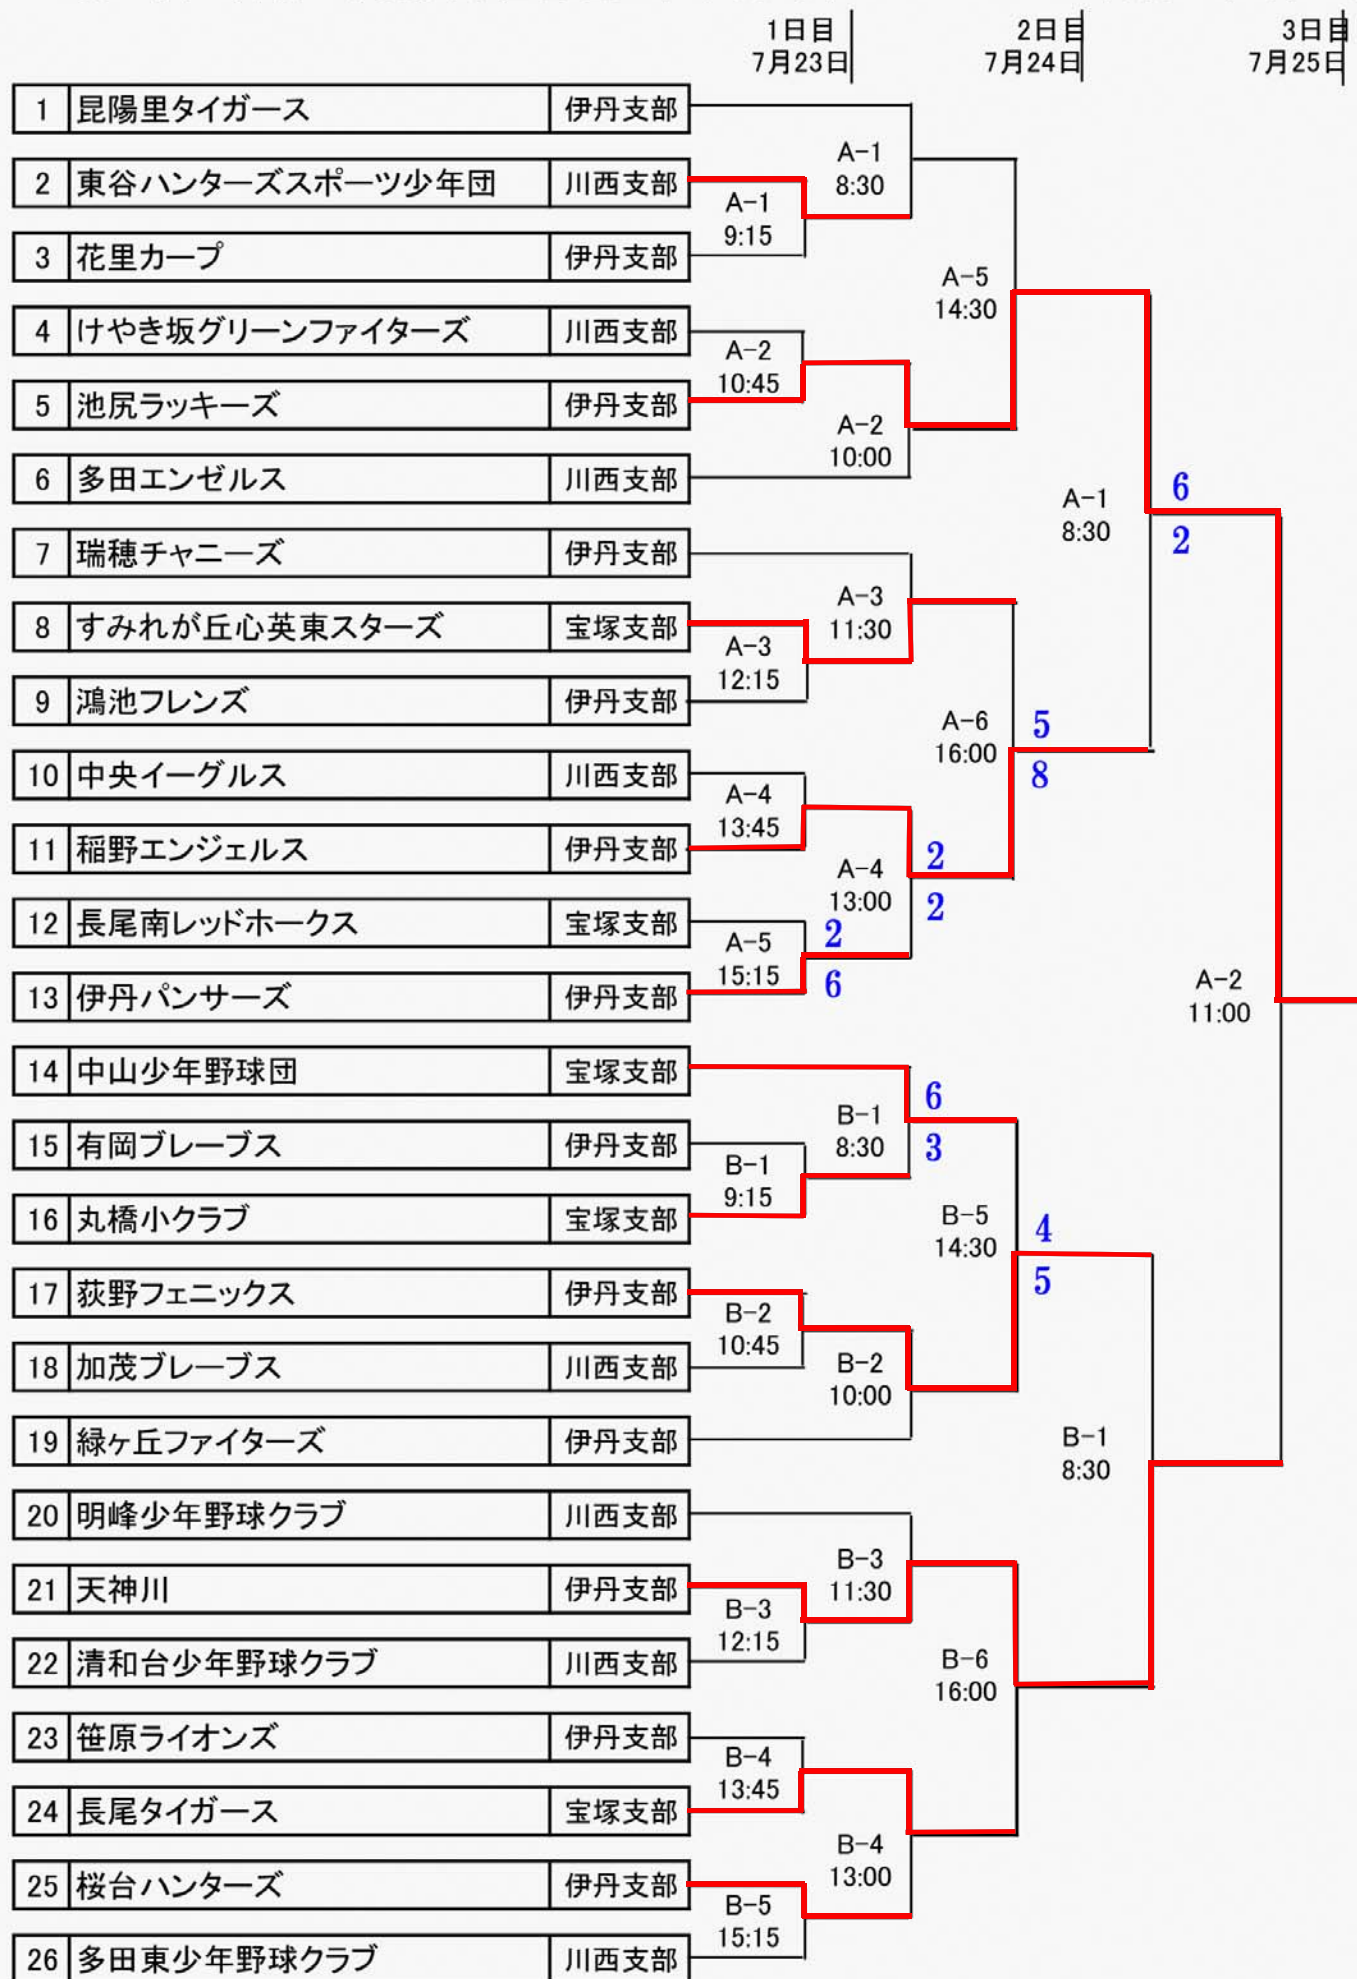 1日目
7月23日
2日目
7月24日
3日目
7月25日
1 昆陽里タイガース 伊丹支部
2 東谷ハンターズスポーツ少年団 川西支部
3 花里カープ 伊丹支部
4 けやき坂グリーンファイターズ 川西支部
5 池尻ラッキーズ 伊丹支部
6 多田エンゼルス 川西支部
7 瑞穂チャニーズ 伊丹支部
8 すみれが丘心英東スターズ 宝塚支部
9 鴻池フレンズ 伊丹支部
10 中央イーグルス 川西支部
11 稲野エンジェルス 伊丹支部
12 長尾南レッドホークス 宝塚支部
13 伊丹パンサーズ 伊丹支部
14 中山少年野球団 宝塚支部
15 有岡ブレーブス 伊丹支部
16 丸橋小クラブ 宝塚支部
17 荻野フェニックス 伊丹支部
18 加茂ブレーブス 川西支部
19 緑ヶ丘ファイターズ 伊丹支部
20 明峰少年野球クラブ 川西支部
21 天神川 伊丹支部
22 清和台少年野球クラブ 川西支部
23 笹原ライオンズ 伊丹支部
24 長尾タイガース 宝塚支部
25 桜台ハンターズ 伊丹支部
26 多田東少年野球クラブ 川西支部
A-1
9:15
A-2
10:45
A-3
12:15
A-4
13:45
A-5
15:15
2
6
B-1
9:15
B-2
10:45
B-3
12:15
B-4
13:45
B-5
15:15
A-1
8:30
A-2
10:00
A-3
11:30
A-4
13:00
2
2
B-1
8:30
6
3
B-2
10:00
B-3
11:30
B-4
13:00
A-5
14:30
A-6
16:00
5
8
B-5
14:30
4
5
B-6
16:00
A-1
8:30
6
2
B-1
8:30
A-2
11:00